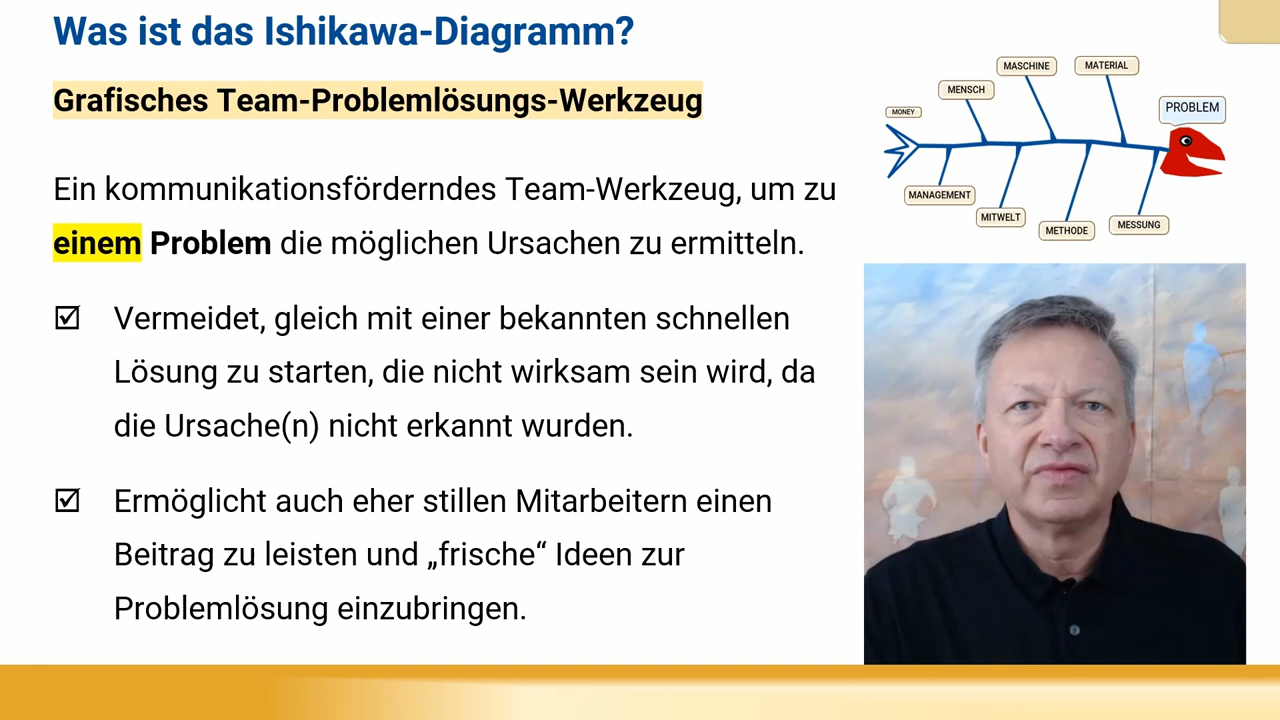 Was ist das Ishikawa-Diagramm?
Grafisches Team-Problemlösungs-Werkzeug
Ein kommunikationsförderndes Team-Werkzeug, um zu
einem Problem die möglichen Ursachen zu ermitteln.
☑ Vermeidet, gleich mit einer bekannten schnellen
Lösung zu starten, die nicht wirksam sein wird, da
die Ursache(n) nicht erkannt wurden.
☑ Ermöglicht auch eher stillen Mitarbeitern einen
Beitrag zu leisten und „frische“ Ideen zur
Problemlösung einzubringen.
MASCHINE
MATERIAL
MENSCH
MONEY
PROBLEM
MANAGEMENT
MITWELT
METHODE
MESSUNG